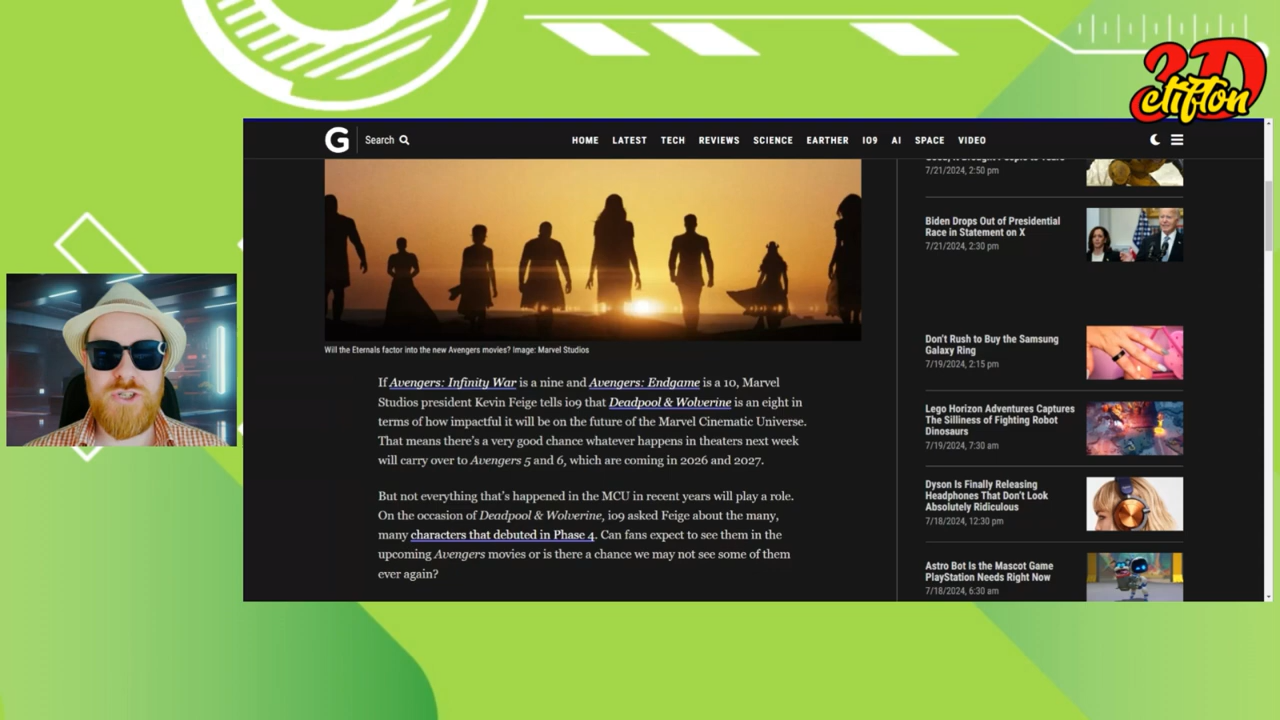 3D
clifton
G
Search
HOME LATEST TECH REVIEWS SCIENCE EARTHER IO9 AI SPACE VIDEO
Will the Eternals factor into the new Avengers movies? Image: Marvel Studios
If Avengers: Infinity War is a nine and Avengers: Endgame is a 10, Marvel
Studios president Kevin Feige tells io9 that Deadpool & Wolverine is an eight in
terms of how impactful it will be on the future of the Marvel Cinematic Universe.
That means there's a very good chance whatever happens in theaters next week
will carry over to Avengers 5 and 6, which are coming in 2026 and 2027.
But not everything that's happened in the MCU in recent years will play a role.
On the occasion of Deadpool & Wolverine, io9 asked Feige about the many,
many characters that debuted in Phase 4. Can fans expect to see them in the
upcoming Avengers movies or is there a chance we may not see some of them
ever again?
7/21/2024, 2:50 pm
Biden Drops Out of Presidential
Race in Statement on X
7/21/2024, 2:30 pm
Don't Rush to Buy the Samsung
Galaxy Ring
7/19/2024, 2:15 pm
Lego Horizon Adventures Captures
The Silliness of Fighting Robot
Dinosaurs
7/19/2024, 7:30 am
Dyson Is Finally Releasing
Headphones That Don't Look
Absolutely Ridiculous
7/18/2024, 12:30 pm
Astro Bot Is the Mascot Game
PlayStation Needs Right Now
7/18/2024, 6:30 am